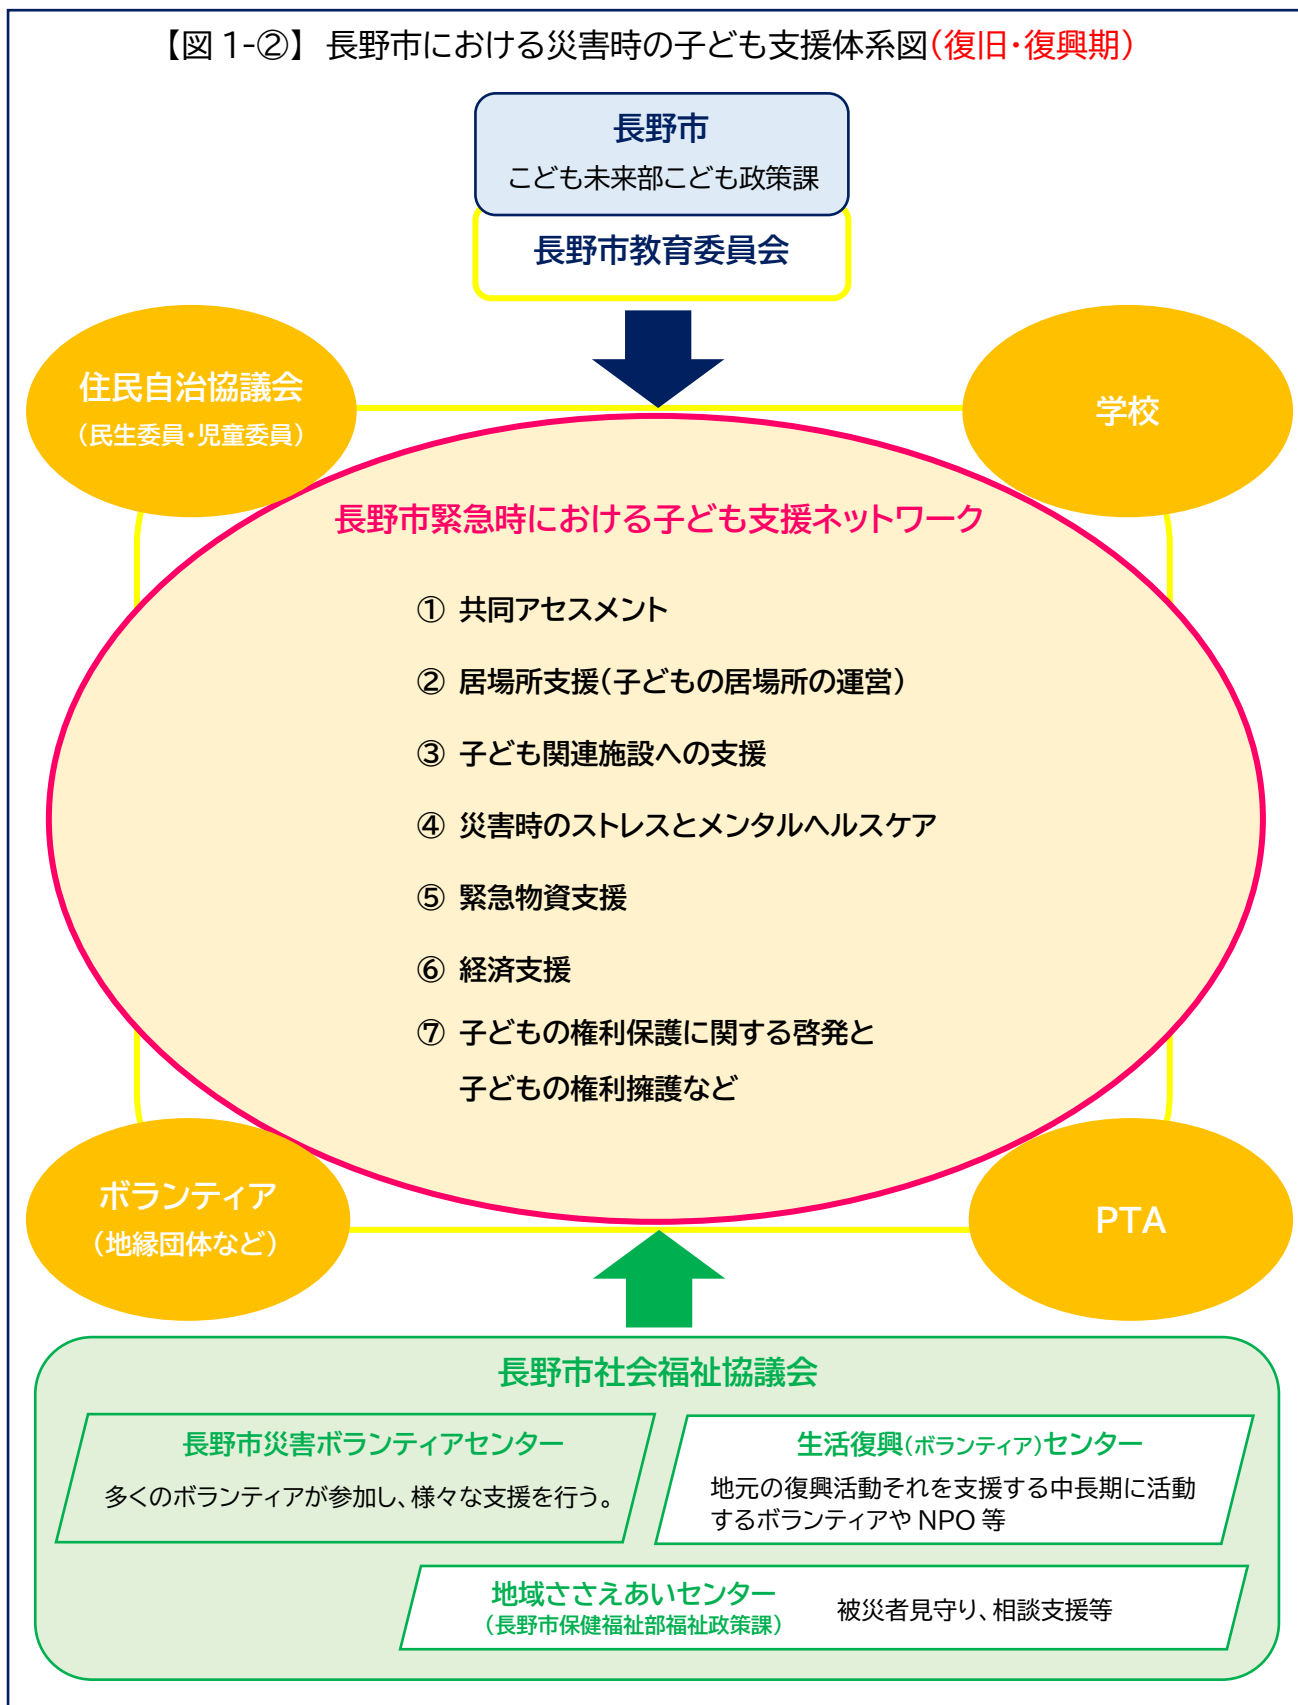 【図 1-②】 長野市における災害時の子ども支援体系図(復旧・復興期)
長野市
こども未来部こども政策課
長野市教育委員会
住民自治協議会
(民生委員・児童委員)
学校
長野市緊急時における子ども支援ネットワーク
① 共同アセスメント
② 居場所支援(子どもの居場所の運営)
③ 子ども関連施設への支援
④ 災害時のストレスとメンタルヘルスケア
⑤ 緊急物資支援
⑥ 経済支援
⑦ 子どもの権利保護に関する啓発と
子どもの権利擁護など
ボランティア
(地縁団体など)
PTA
長野市社会福祉協議会
長野市災害ボランティアセンター
多くのボランティアが参加し、様々な支援を行う。
生活復興(ボランティア)センター
地元の復興活動それを支援する中長期に活動
するボランティアや NPO 等
地域ささえあいセンター
(長野市保健福祉部福祉政策課)
被災者見守り、相談支援等